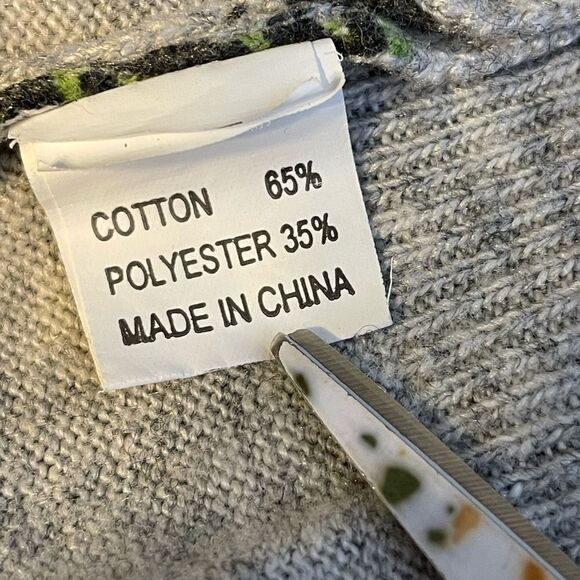 COTTON 65%
POLYESTER 35%
MADE IN CHINA